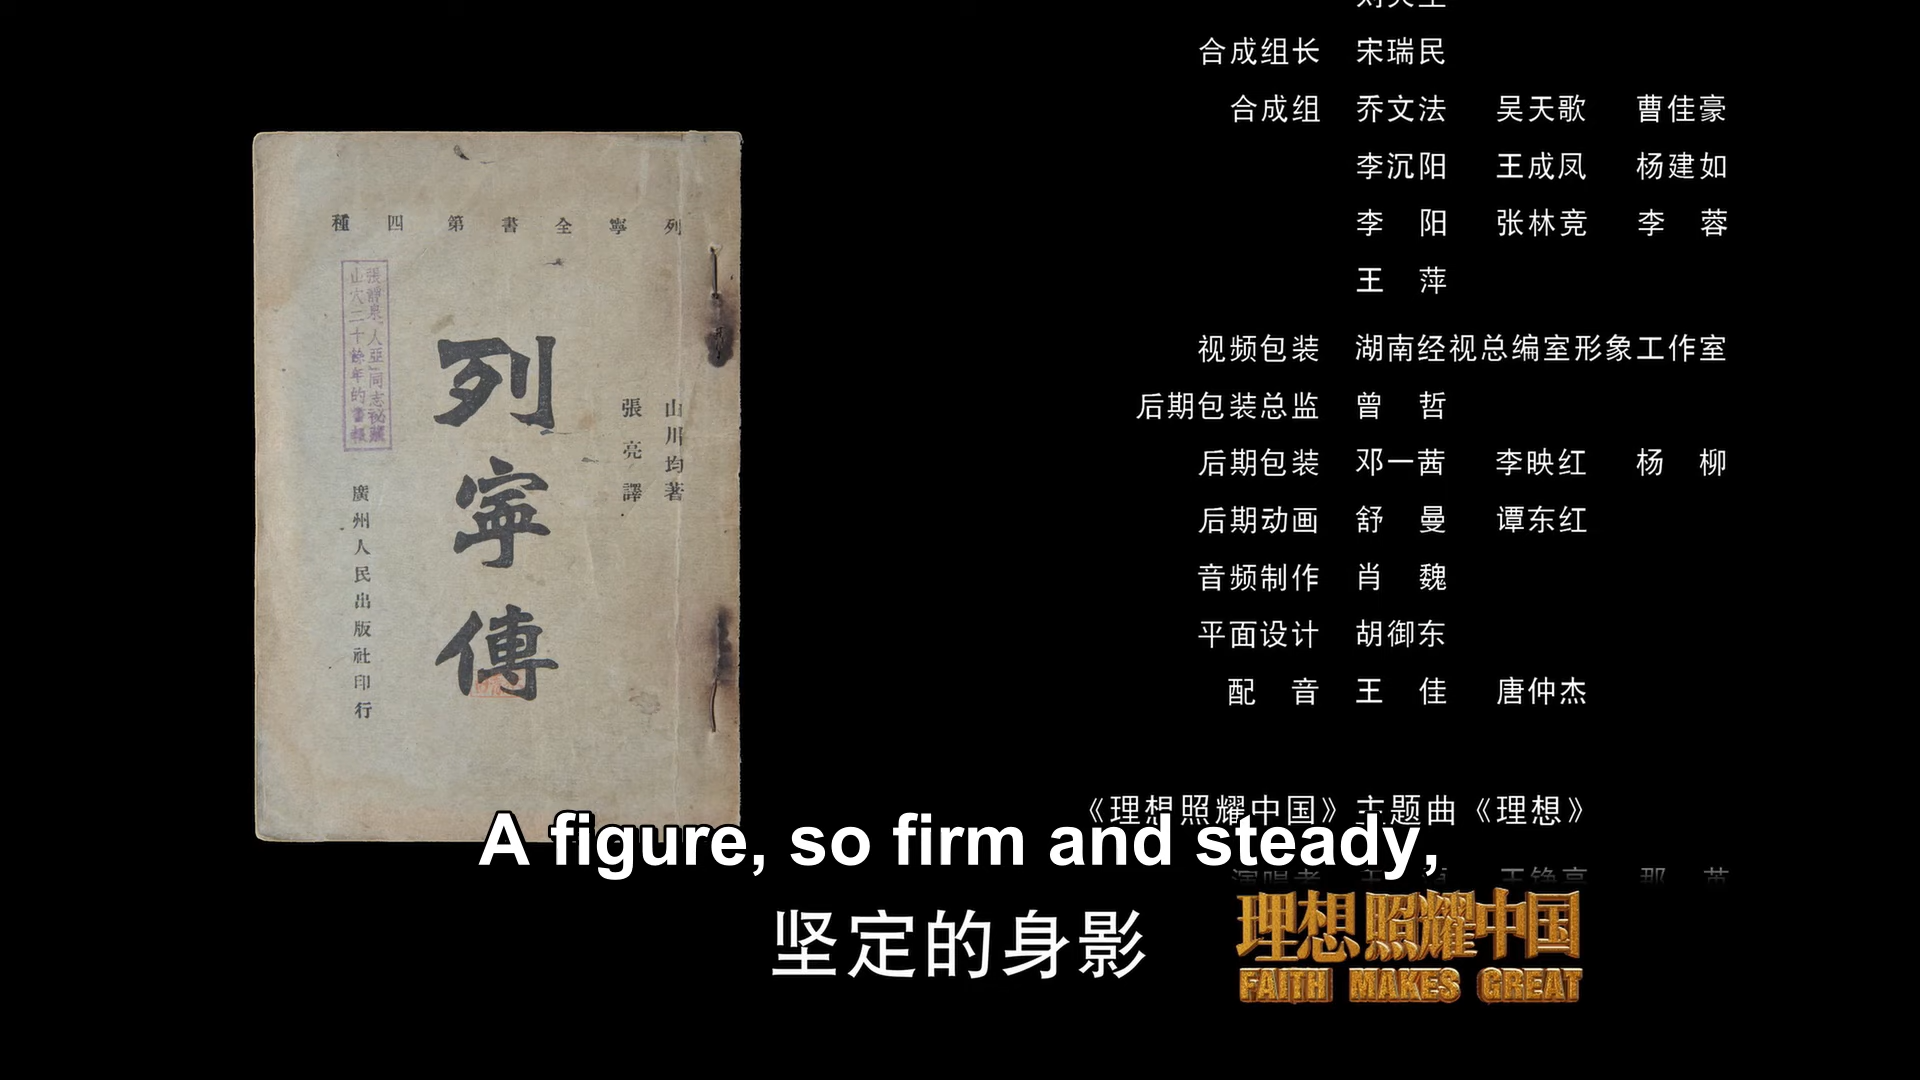 列寧全書第四種
山川均著
張亮譯
列寧傳
張靜泉「人亞」同志祕藏
山穴二十餘年的書報
廣州人民出版社印行
合成组长 宋瑞民
合成组 乔文法 吴天歌 曹佳豪
李沉阳 王成凤 杨建如
李 阳 张林竞 李 蓉
王 萍
视频包装 湖南经视总编室形象工作室
后期包装总监 曾 哲
后期包装 邓一茜 李映红 杨 柳
后期动画 舒 曼 谭东红
音频制作 肖 魏
平面设计 胡御东
配 音 王 佳 唐仲杰
《理想照耀中国》主题曲《理想》
A figure, so firm and steady,
坚定的身影
理想照耀中国
FAITH MAKES GREAT